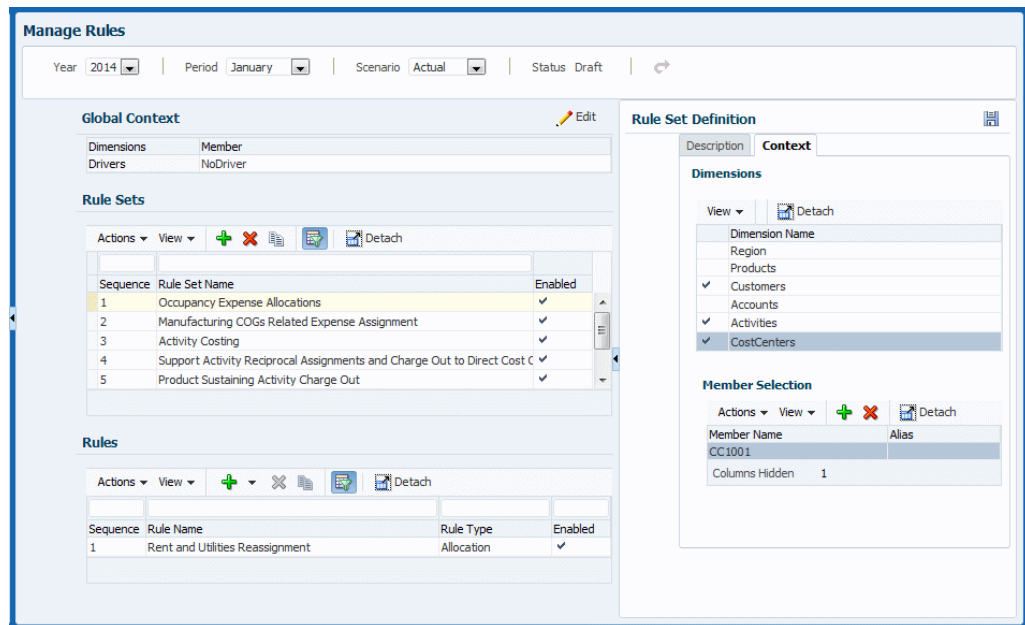 Manage Rules
Year 2014 Period January Scenario Actual Status Draft
Global Context Edit
Dimensions Member
Drivers NoDriver
Rule Sets
Actions View Detach
Sequence Rule Set Name Enabled
1 Occupancy Expense Allocations
2 Manufacturing COGs Related Expense Assignment
3 Activity Costing
4 Support Activity Reciprocal Assignments and Charge Out to Direct Cost C
5 Product Sustaining Activity Charge Out
Rules
Actions View Detach
Sequence Rule Name Rule Type Enabled
1 Rent and Utilities Reassignment Allocation
Rule Set Definition
Description Context
Dimensions
View Detach
Dimension Name
Region
Products
Customers
Accounts
Activities
CostCenters
Member Selection
Actions View Detach
Member Name Alias
CC1001
Columns Hidden 1